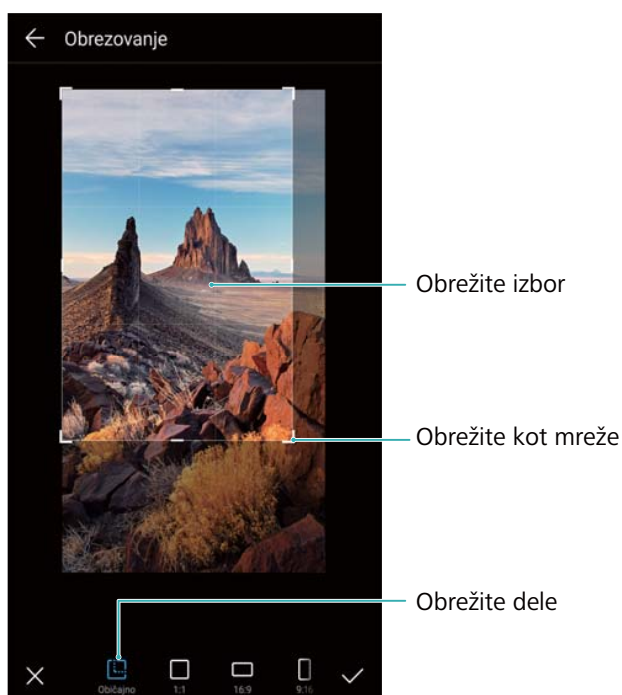 Obrezovanje
Obrežite izbor
Obrežite kot mreže
Obrežite dele
Običajno 1:1 16:9 9:16